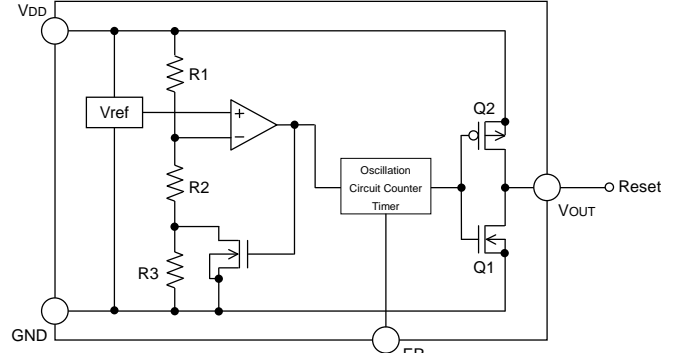 VDD
R1
Q2
Vref
+
−
Oscillation
Circuit Counter
Timer
R2
Reset
VOUT
R3
Q1
GND